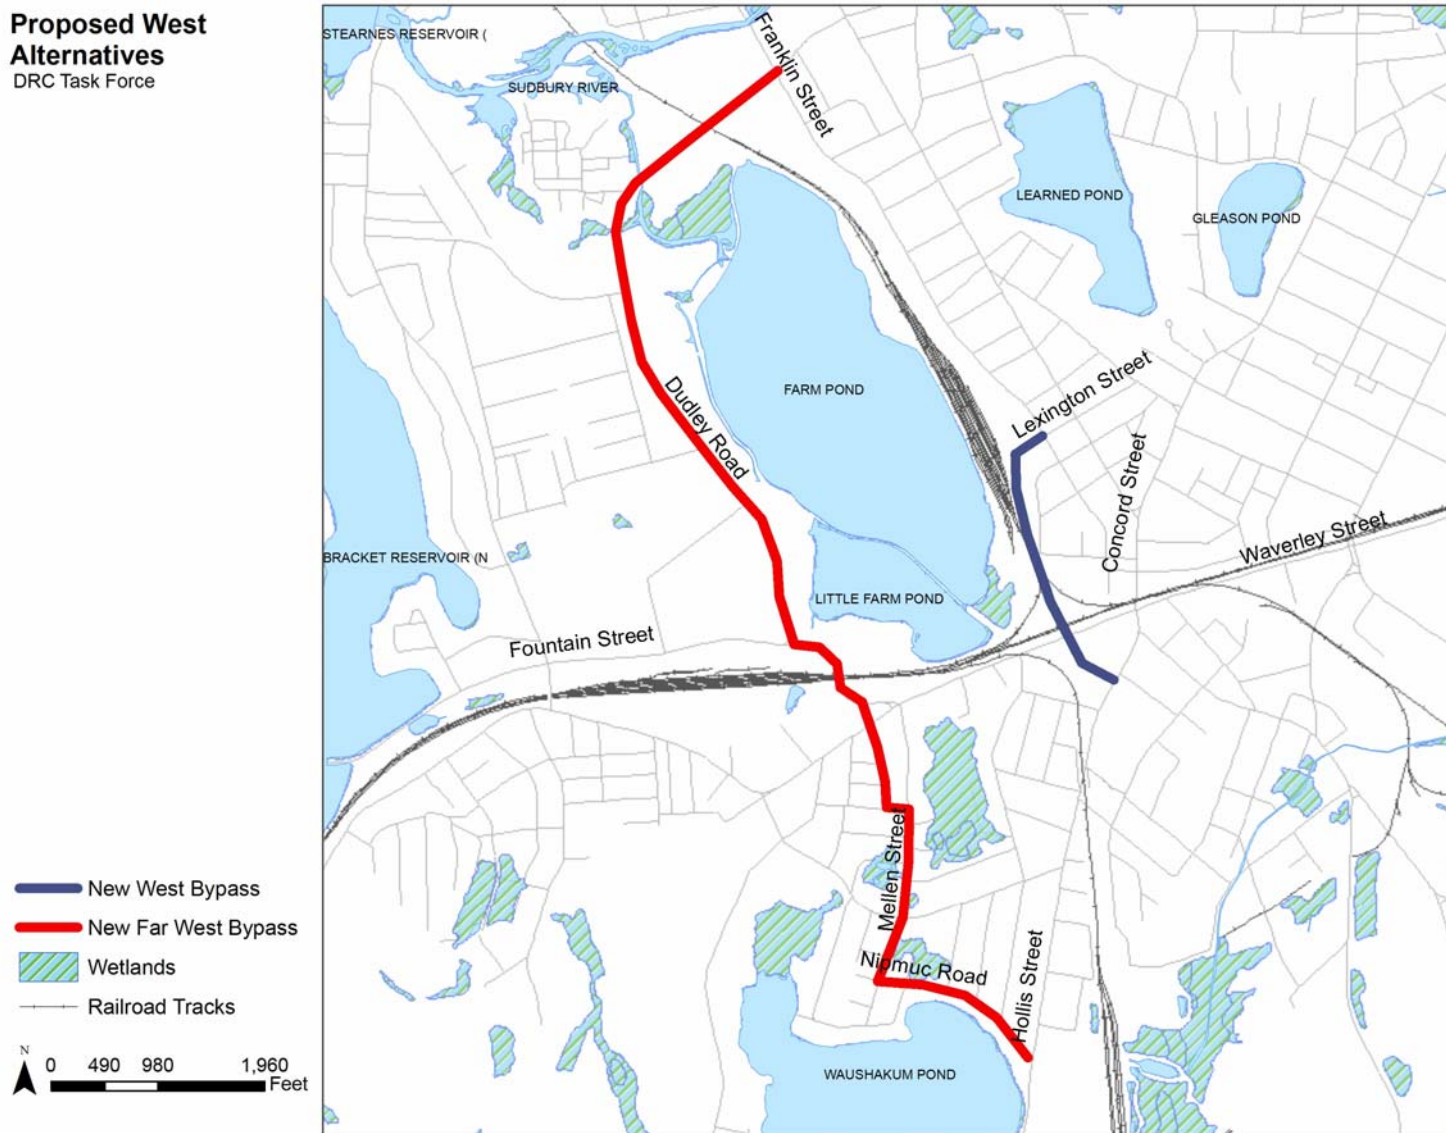 Proposed West
Alternatives
DRC Task Force
STEARNES RESERVOIR (
SUDBURY RIVER
Franklin Street
LEARNED POND
GLEASON POND
FARM POND
Dudley Road
Lexington Street
Concord Street
Waverley Street
BRACKET RESERVOIR (N
LITTLE FARM POND
Fountain Street
Mellen Street
Nipmuc Road
Hollis Street
WAUSHAKUM POND
New West Bypass
New Far West Bypass
Wetlands
Railroad Tracks
N
0 490 980 1,960
Feet